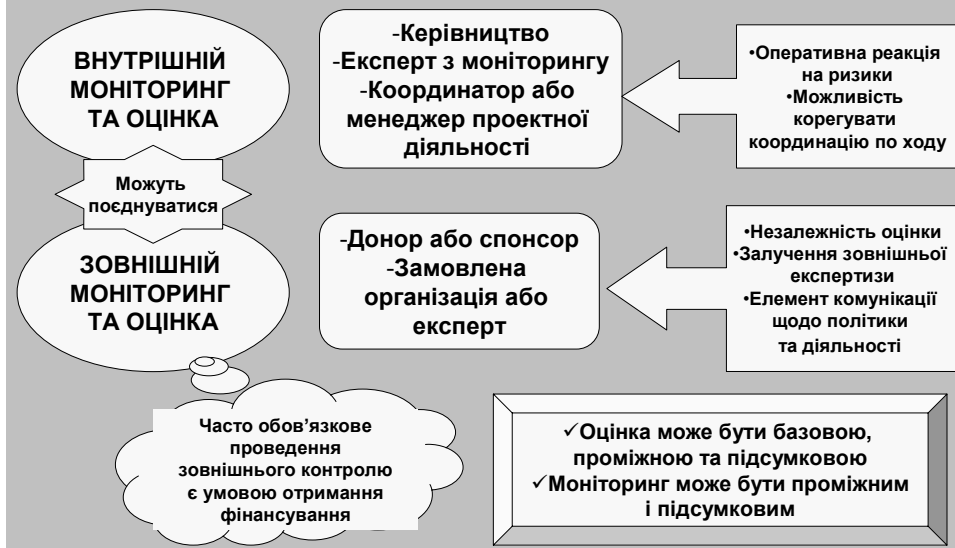 ВНУТРІШНІЙ
МОНІТОРИНГ
ТА ОЦІНКА
-Керівництво
-Експерт з моніторингу
-Координатор або
менеджер проектної
діяльності
•Оперативна реакція
на ризики
•Можливість
корегувати
координацію по ходу
Можуть
поєднуватися
ЗОВНІШНІЙ
МОНІТОРИНГ
ТА ОЦІНКА
-Донор або спонсор
-Замовлена
організація або
експерт
•Незалежність оцінки
•Залучення зовнішньої
експертизи
•Елемент комунікації
щодо політики
та діяльності
Часто обов’язкове
проведення
зовнішнього контролю
є умовою отримання
фінансування
✓Оцінка може бути базовою,
проміжною та підсумковою
✓Моніторинг може бути проміжним
і підсумковим